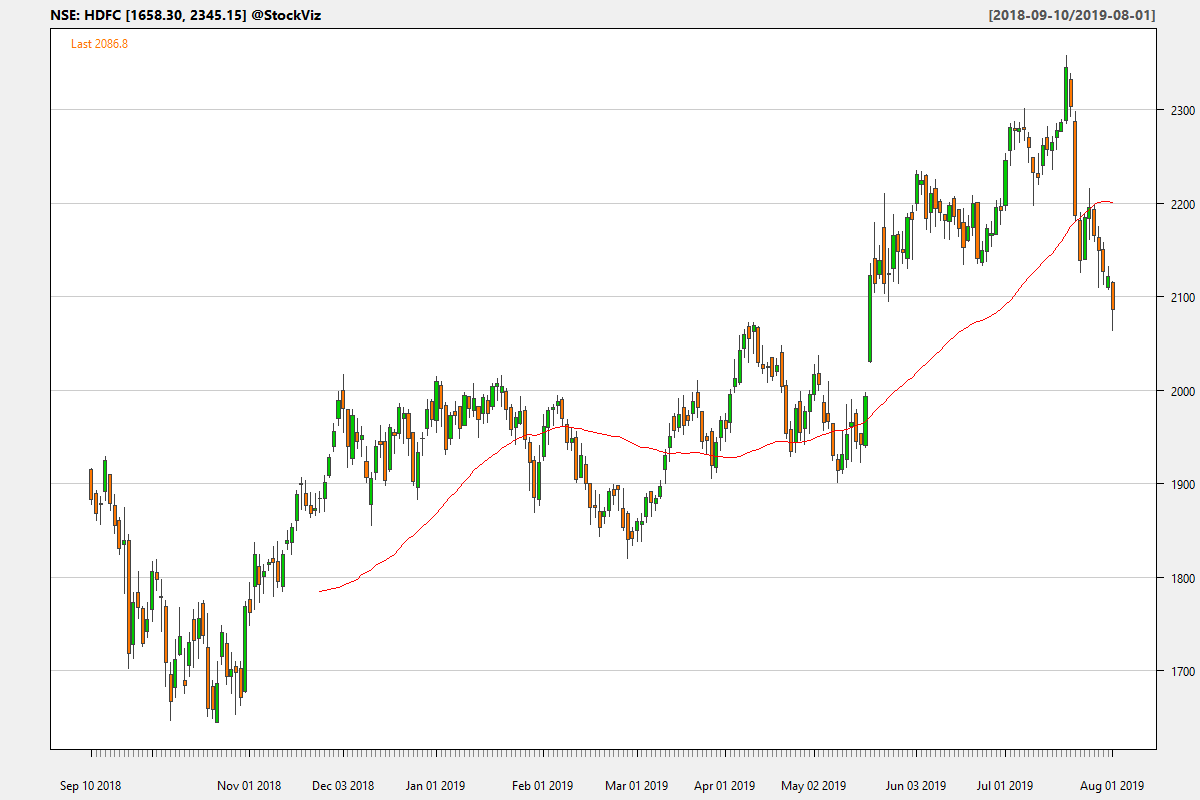 NSE: HDFC [1658.30, 2345.15] @StockViz [2018-09-10/2019-08-01]
Last 2086.8
2300
2200
2100
2000
1900
1800
1700
Sep 10 2018 Nov 01 2018 Dec 03 2018 Jan 01 2019 Feb 01 2019 Mar 01 2019 Apr 01 2019 May 02 2019 Jun 03 2019 Jul 01 2019 Aug 01 2019